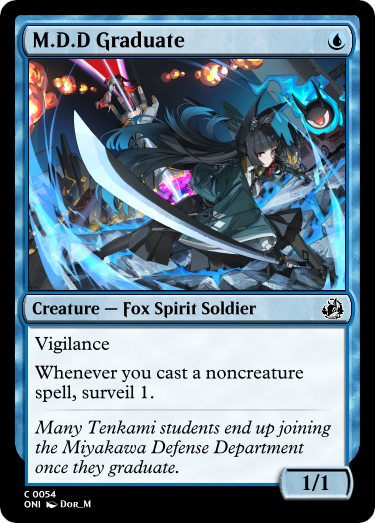 M.D.D Graduate
Creature — Fox Spirit Soldier
Vigilance
Whenever you cast a noncreature
spell, surveil 1.
Many Tenkami students end up joining
the Miyakawa Defense Department
once they graduate.
1/1
C 0054
ONI Dor_M